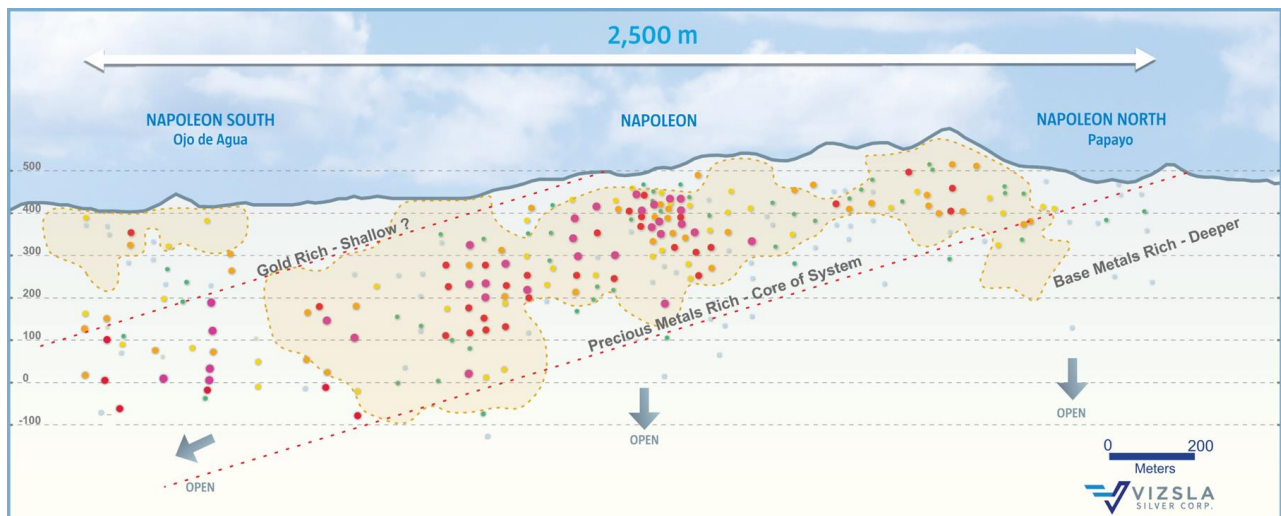 2,500 m
NAPOLEON SOUTH
Ojo de Agua
NAPOLEON
NAPOLEON NORTH
Papayo
500
400
300
200
100
0
-100
Gold Rich - Shallow ?
Precious Metals Rich - Core of System
Base Metals Rich - Deeper
OPEN
OPEN
OPEN
0 200
Meters
VIZSLA
SILVER CORP.